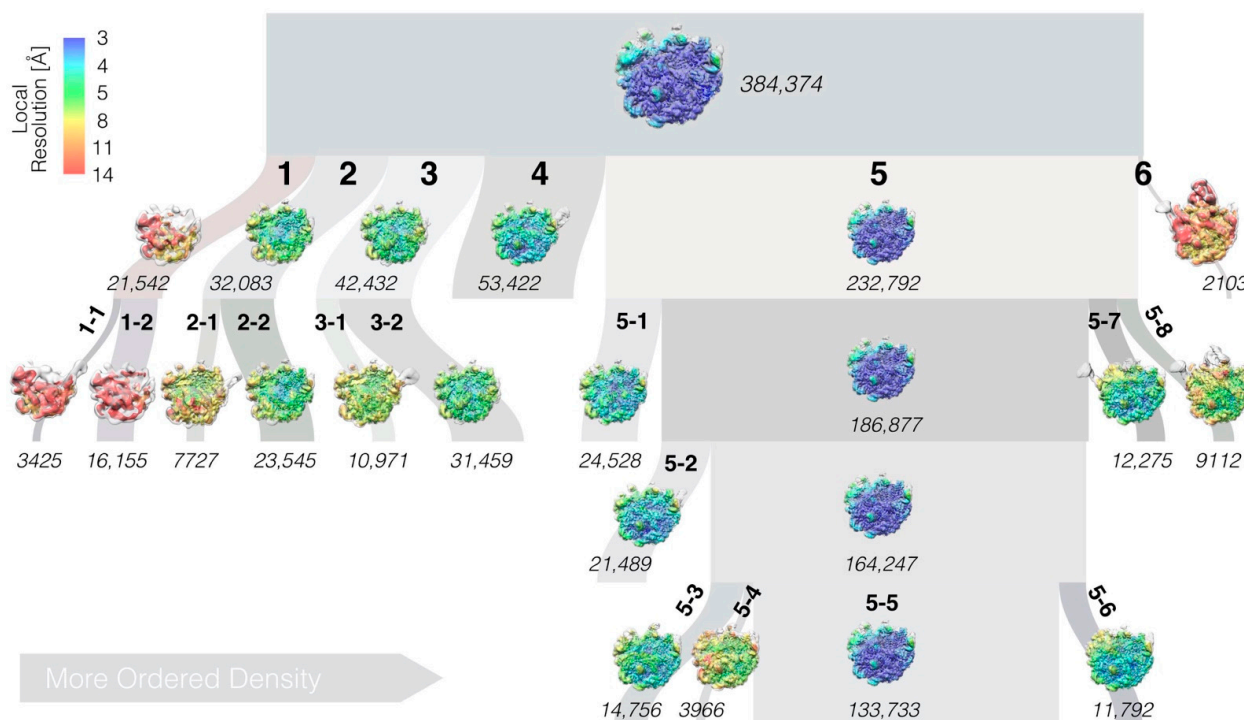 Local
Resolution [Å]
3
4
5
8
11
14
384,374
1 2 3 4 5 6
21,542 32,083 42,432 53,422 232,792 2103
1-1 1-2 2-1 2-2 3-1 3-2 5-1 5-7 5-8
186,877
3425 16,155 7727 23,545 10,971 31,459 24,528 12,275 9112
5-2
21,489 164,247
5-3 5-4 5-5 5-6
More Ordered Density
14,756 3966 133,733 11,792